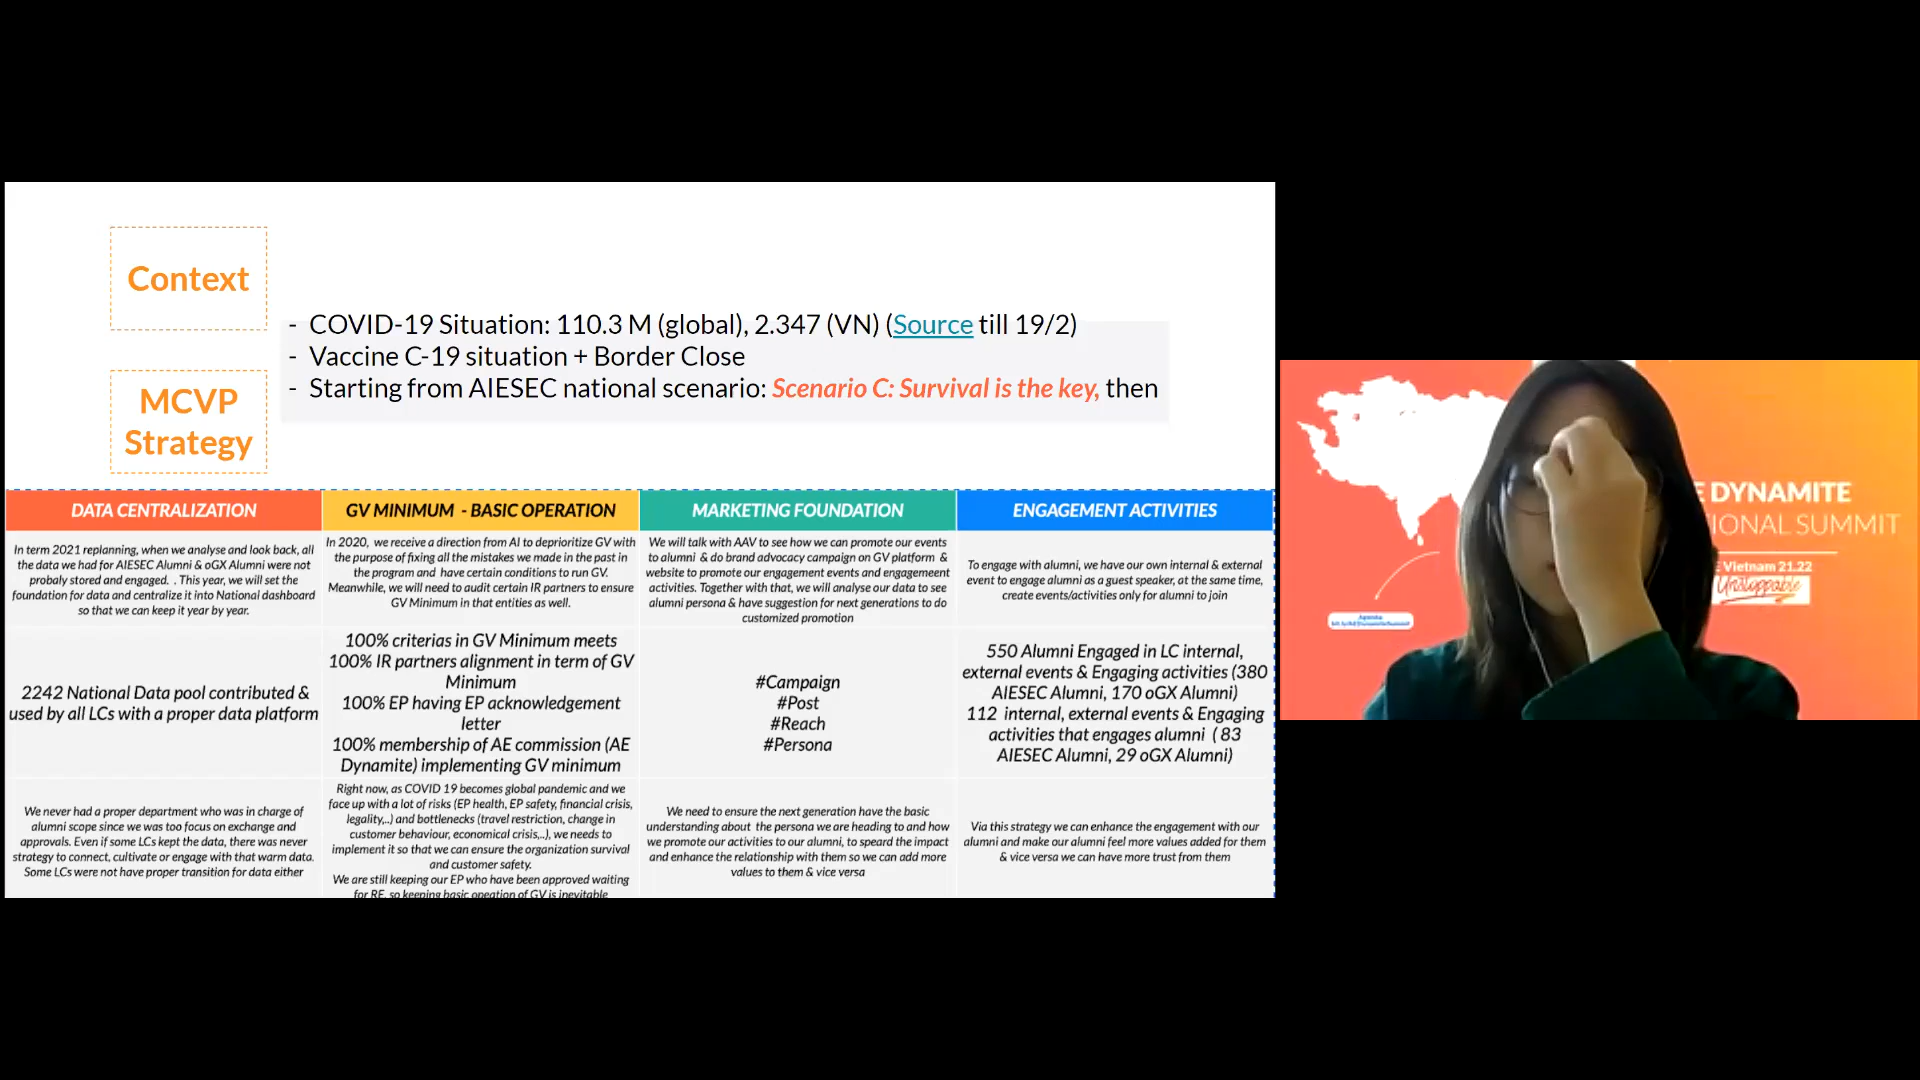 Context
- COVID-19 Situation: 110.3 M (global), 2.347 (VN) (Source till 19/2)
- Vaccine C-19 situation + Border Close
- Starting from AIESEC national scenario: Scenario C: Survival is the key, then
MCVP
Strategy
DATA CENTRALIZATION
In term 2021 replanning, when we analyse and look back, all
the data we had for AIESEC Alumni & oGX Alumni were not
probaly stored and engaged. . This year, we will set the
foundation for data and centralize it into National dashboard
so that we can keep it year by year.
2242 National Data pool contributed &
used by all LCs with a proper data platform
We never had a proper department who was in charge of
alumni scope since we was too focus on exchange and
approvals. Even if some LCs kept the data, there was never
strategy to connect, cultivate or engage with that warm data.
Some LCs were not have proper transition for data either
GV MINIMUM - BASIC OPERATION
In 2020, we receive a direction from AI to deprioritize GV with
the purpose of fixing all the mistakes we made in the past in
the program and have certain conditions to run GV.
Meanwhile, we will need to audit certain IR partners to ensure
GV Minimum in that entities as well.
100% criterias in GV Minimum meets
100% IR partners alignment in term of GV
Minimum
100% EP having EP acknowledgement
letter
100% membership of AE commission (AE
Dynamite) implementing GV minimum
Right now, as COVID 19 becomes global pandemic and we
face up with a lot of risks (EP health, EP safety, financial crisis,
legality,..) and bottlenecks (travel restriction, change in
customer behaviour, economical crisis,..), we needs to
implement it so that we can ensure the organization survival
and customer safety.
We are still keeping our EP who have been approved waiting
for RE, so keeping basic opeation of GV is inevitable
MARKETING FOUNDATION
We will talk with AAV to see how we can promote our events
to alumni & do brand advocacy campaign on GV platform &
website to promote our engagement events and engagement
activities. Together with that, we will analyse our data to see
alumni persona & have suggestion for next generations to do
customized promotion
#Campaign
#Post
#Reach
#Persona
We need to ensure the next generation have the basic
understanding about the persona we are heading to and how
we promote our activities to our alumni, to speard the impact
and enhance the relationship with them so we can add more
values to them & vice versa
ENGAGEMENT ACTIVITIES
To engage with alumni, we have our own internal & external
event to engage alumni as a guest speaker, at the same time,
create events/activities only for alumni to join
550 Alumni Engaged in LC internal,
external events & Engaging activities (380
AIESEC Alumni, 170 oGX Alumni)
112 internal, external events & Engaging
activities that engages alumni ( 83
AIESEC Alumni, 29 oGX Alumni)
Via this strategy we can enhance the engagement with our
alumni and make our alumni feel more values added for them
& vice versa we can have more trust from them
E DYNAMITE
TIONAL SUMMIT
Vietnam 21.22
Unstoppable
Agenda